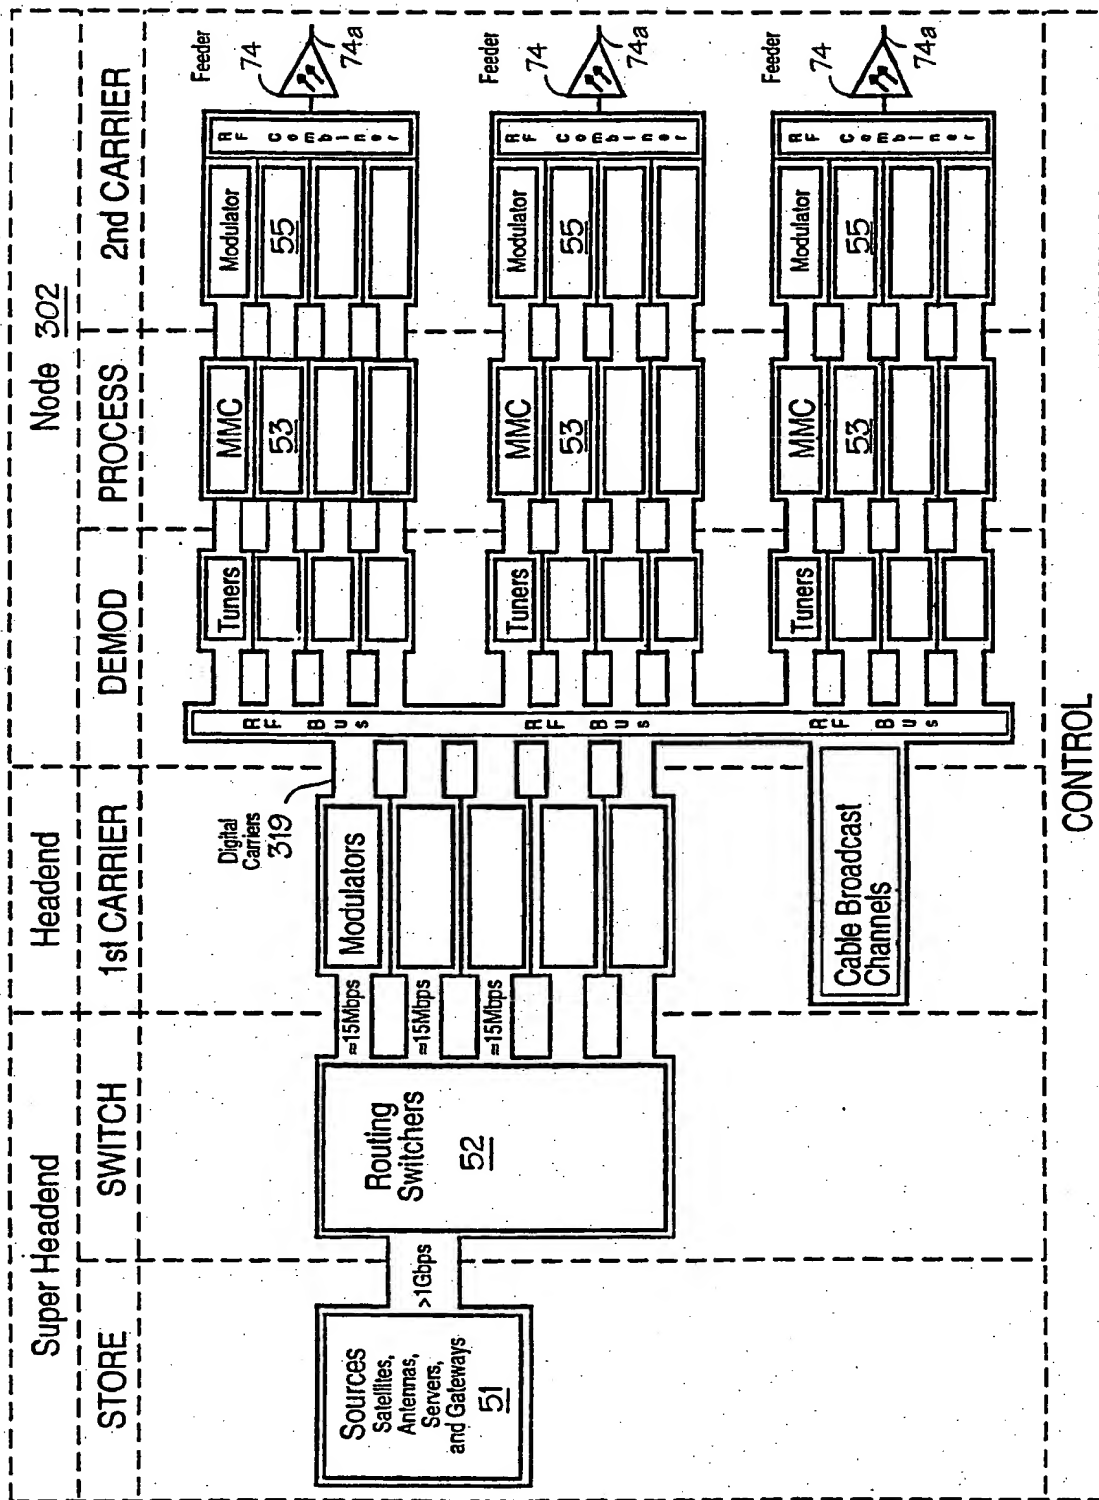 Super Headend
Headend
Node 302
STORE
SWITCH
1st CARRIER
DEMOD
PROCESS
2nd CARRIER
Sources
Satellites,
Antennas,
Servers,
and Gateways
51
>1Gbps
Routing
Switchers
52
≈15Mbps
≈15Mbps
≈15Mbps
Modulators
Digital
Carriers
319
Cable Broadcast
Channels
RF Bus
RF Bus
RF Bus
Tuners
MMC
53
Modulator
55
RF Combiner
Feeder
74
74a
Tuners
MMC
53
Modulator
55
RF Combiner
Feeder
74
74a
Tuners
MMC
53
Modulator
55
RF Combiner
Feeder
74
74a
CONTROL